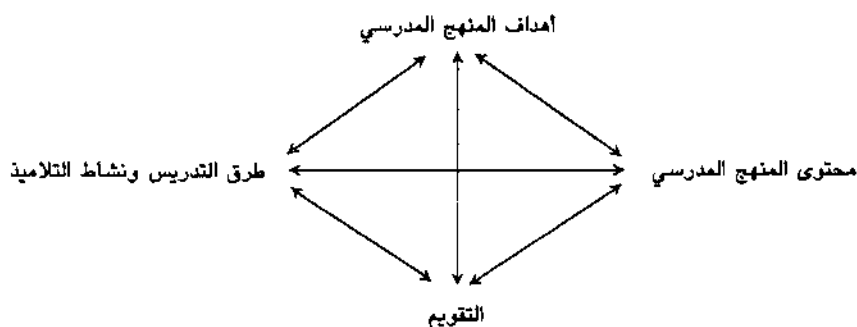 أهداف المنهج المدرسي
محتوى المنهج المدرسي
طرق التدريس ونشاط التلاميذ
التقويم